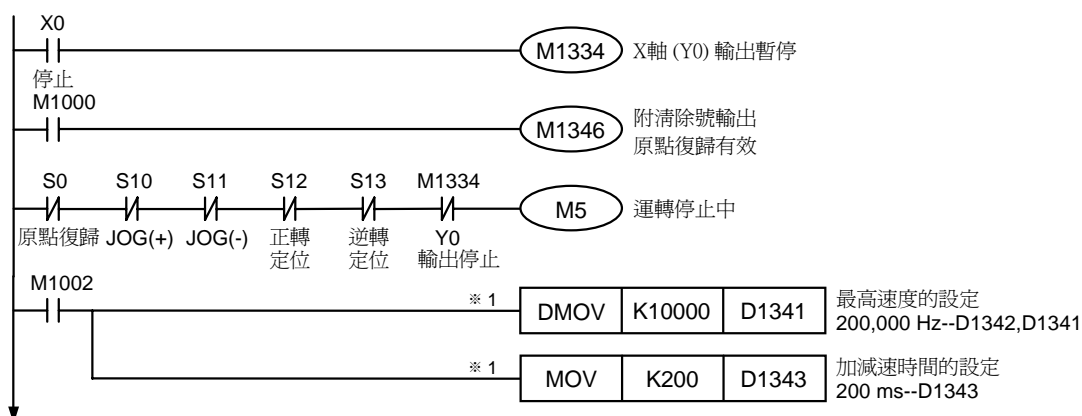 X0
M1334 X軸 (Y0) 輸出暫停
停止
M1000
M1346 附清除號輸出
原點復歸有效
S0 S10 S11 S12 S13 M1334
M5 運轉停止中
原點復歸 JOG(+) JOG(-) 正轉 逆轉 Y0
定位 定位 輸出停止
M1002
※ 1 DMOV K10000 D1341 最高速度的設定
200,000 Hz--D1342,D1341
※ 1 MOV K200 D1343 加減速時間的設定
200 ms--D1343